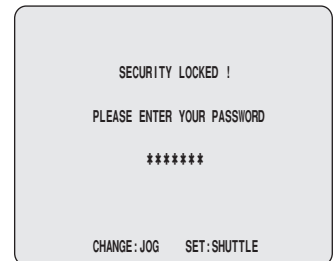 SECURITY LOCKED !
PLEASE ENTER YOUR PASSWORD
*******
CHANGE:JOG SET:SHUTTLE